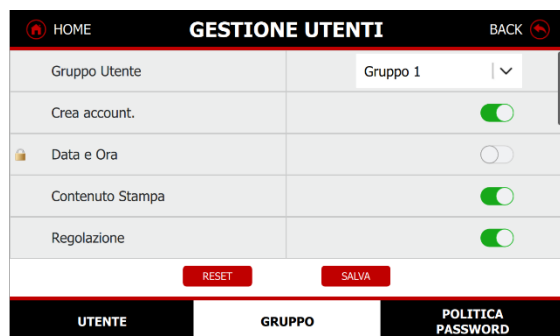 HOME GESTIONE UTENTI BACK
Gruppo Utente Gruppo 1
Crea account.
Data e Ora
Contenuto Stampa
Regolazione
RESET SALVA
UTENTE GRUPPO POLITICA
PASSWORD